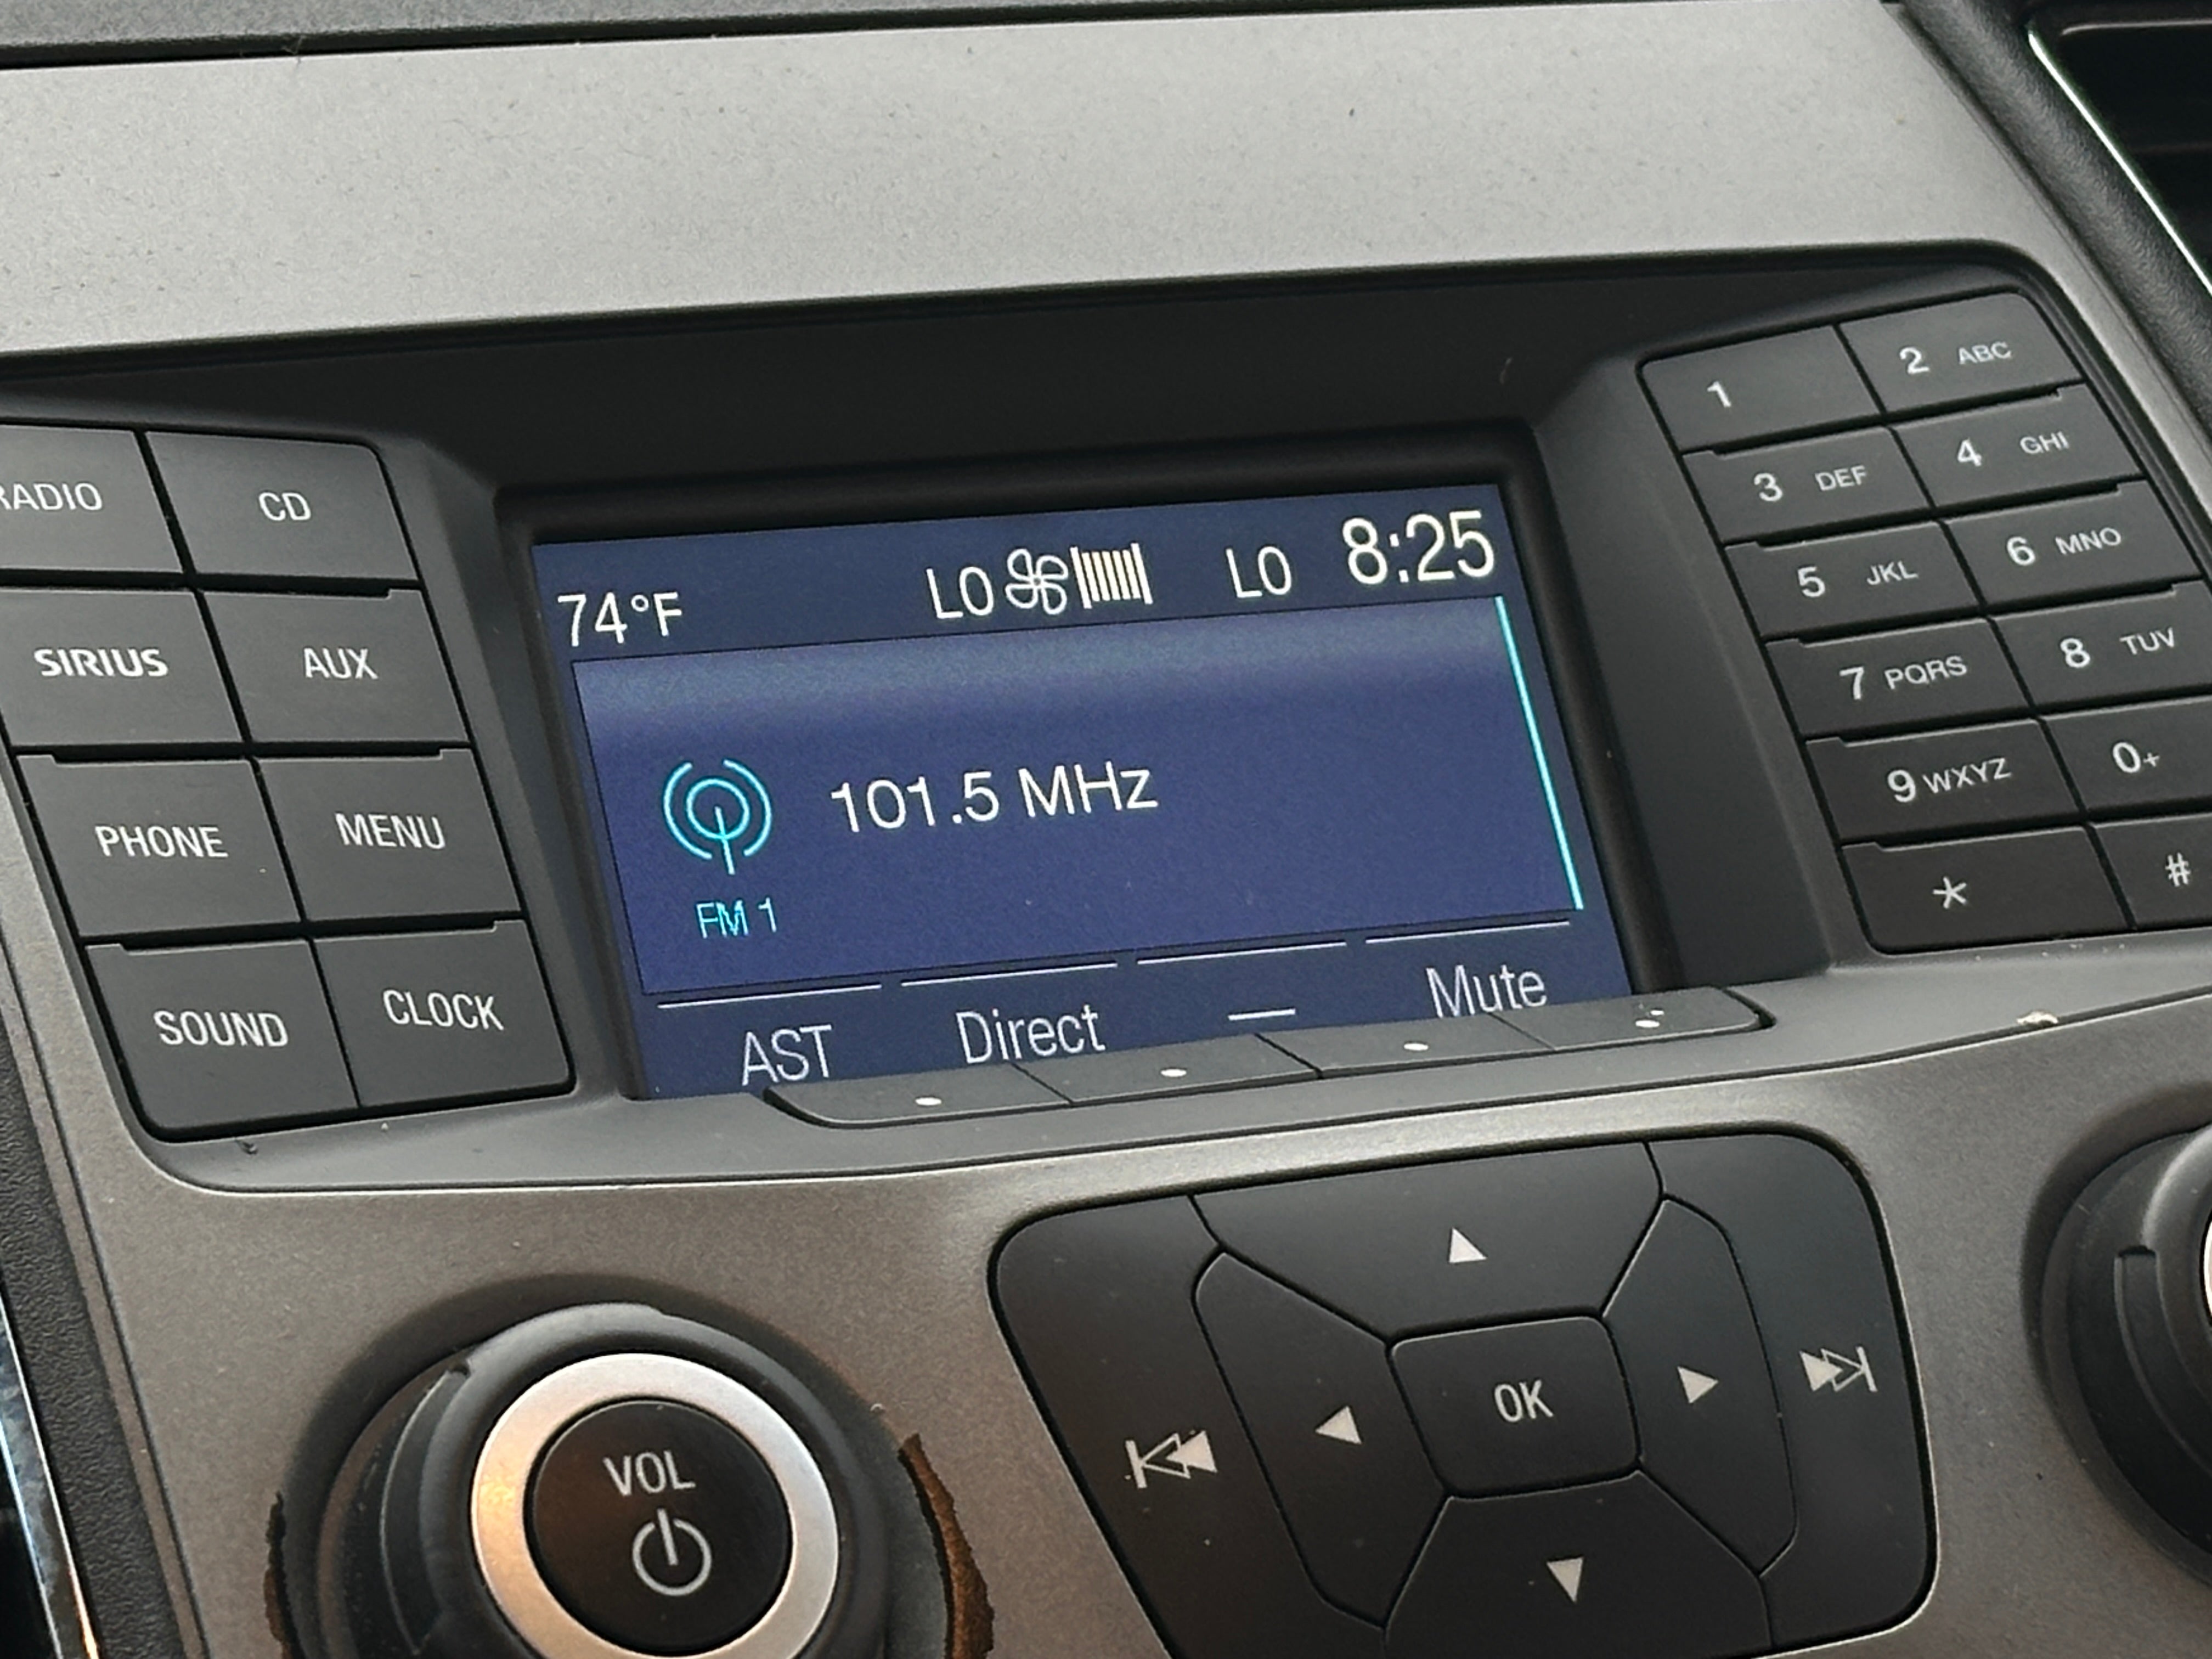 RADIO CD
SIRIUS AUX
PHONE MENU
SOUND CLOCK
74°F LO LO 8:25
101.5 MHz
FM 1
AST Direct — Mute
1 2 ABC
3 DEF 4 GHI
5 JKL 6 MNO
7 PQRS 8 TUV
9 WXYZ 0+
* #
VOL
OK